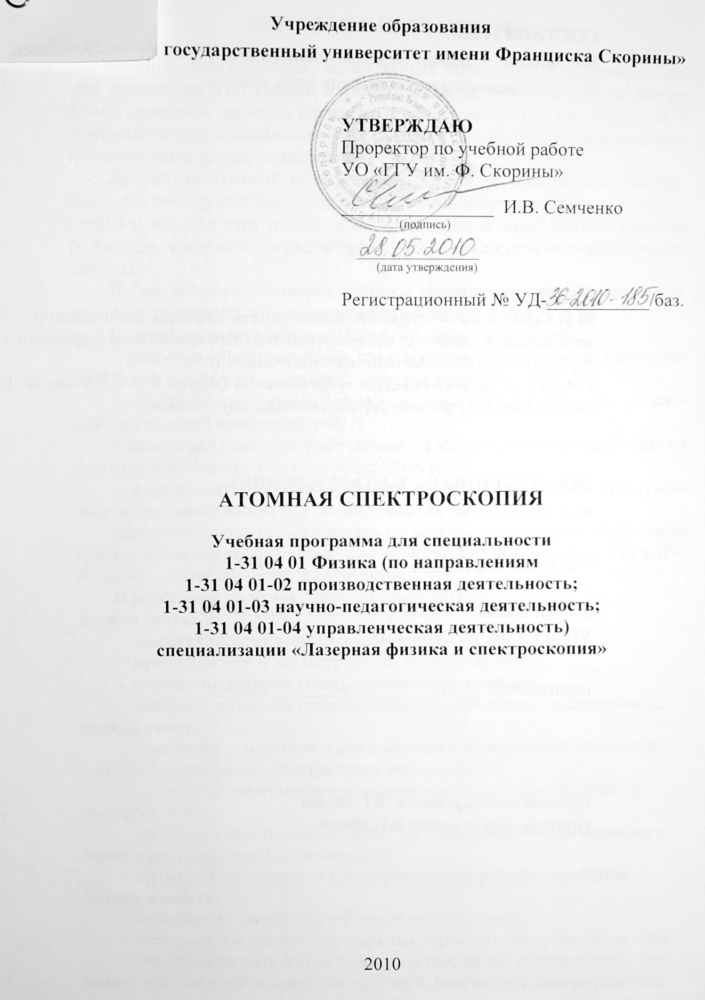 Учреждение образования
государственный университет имени Франциска Скорины»
УТВЕРЖДАЮ
Проректор по учебной работе
УО «ГГУ им. Ф. Скорины»
И.В. Семченко
(подпись)
28.05.2010
(дата утверждения)
Регистрационный № УД-36-2010-185/баз.
АТОМНАЯ СПЕКТРОСКОПИЯ
Учебная программа для специальности
1-31 04 01 Физика (по направлениям
1-31 04 01-02 производственная деятельность;
1-31 04 01-03 научно-педагогическая деятельность;
1-31 04 01-04 управленческая деятельность)
специализации «Лазерная физика и спектроскопия»
2010